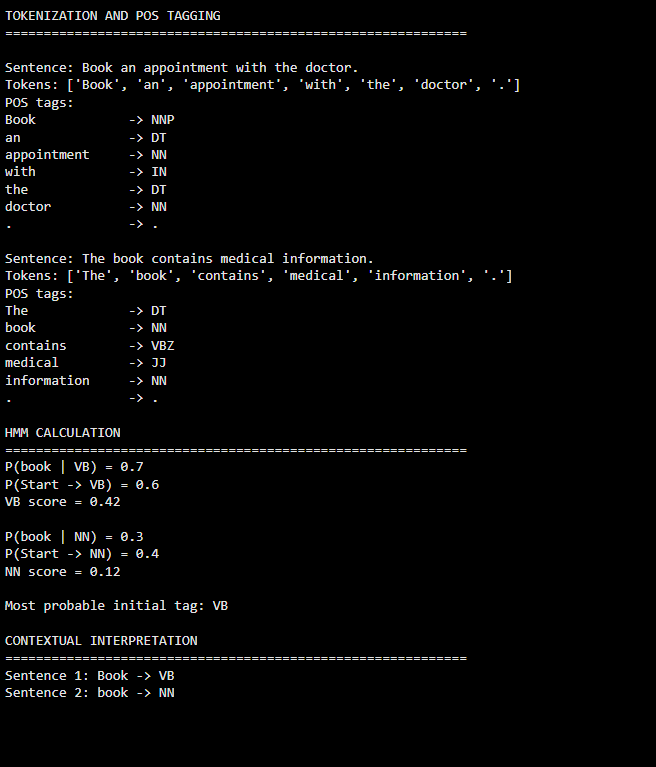 TOKENIZATION AND POS TAGGING
============================================================
Sentence: Book an appointment with the doctor.
Tokens: ['Book', 'an', 'appointment', 'with', 'the', 'doctor', '.']
POS tags:
Book -> NNP
an -> DT
appointment -> NN
with -> IN
the -> DT
doctor -> NN
. -> .
Sentence: The book contains medical information.
Tokens: ['The', 'book', 'contains', 'medical', 'information', '.']
POS tags:
The -> DT
book -> NN
contains -> VBZ
medical -> JJ
information -> NN
. -> .
HMM CALCULATION
============================================================
P(book | VB) = 0.7
P(Start -> VB) = 0.6
VB score = 0.42
P(book | NN) = 0.3
P(Start -> NN) = 0.4
NN score = 0.12
Most probable initial tag: VB
CONTEXTUAL INTERPRETATION
============================================================
Sentence 1: Book -> VB
Sentence 2: book -> NN